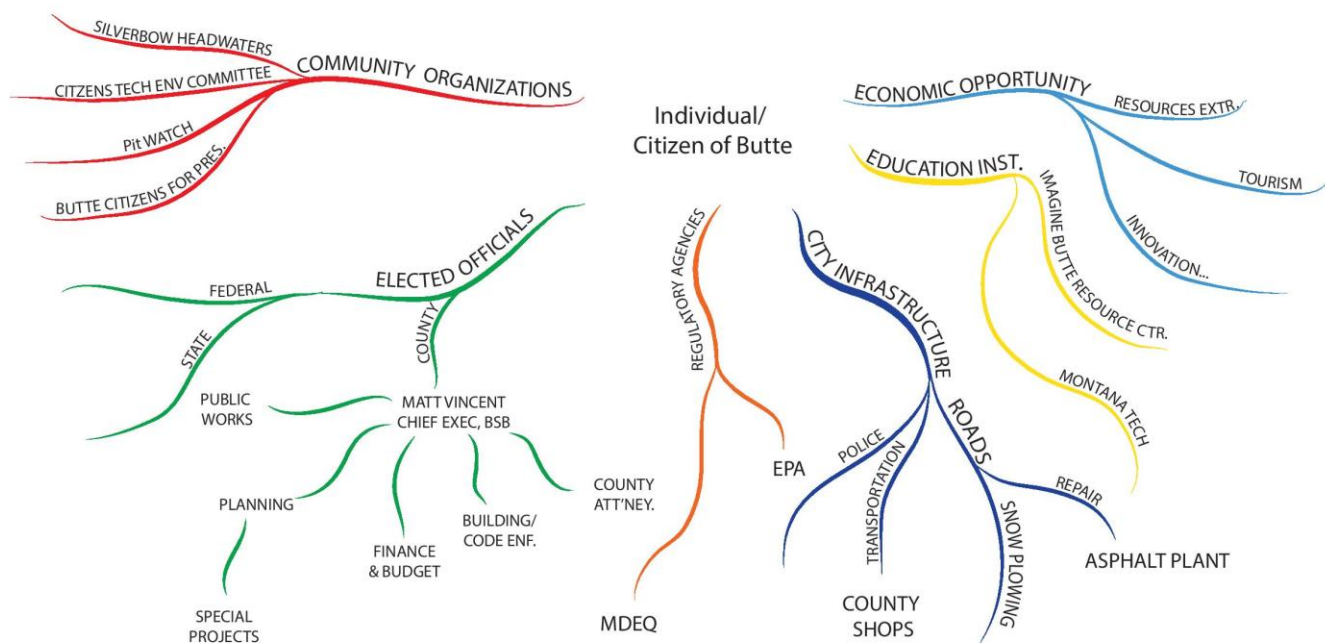 SILVERBOW HEADWATERS
CITZENS TECH ENV COMMITTEE
Pit WATCH
BUTTE CITIZENS FOR PRES.
COMMUNITY ORGANIZATIONS
Individual/
Citizen of Butte
ECONOMIC OPPORTUNITY
RESOURCES EXTR.
TOURISM
INNOVATION...
EDUCATION INST.
IMAGINE BUTTE RESOURCE CTR.
MONTANA TECH
ELECTED OFFICIALS
FEDERAL
STATE
COUNTY
MATT VINCENT
CHIEF EXEC, BSB
PUBLIC
WORKS
PLANNING
SPECIAL
PROJECTS
FINANCE
& BUDGET
BUILDING/
CODE ENF.
COUNTY
ATT'NEY.
REGULATORY AGENCIES
EPA
MDEQ
CITY INFRASTRUCTURE
POLICE
TRANSPORTATION
COUNTY
SHOPS
ROADS
SNOW PLOWING
REPAIR
ASPHALT PLANT